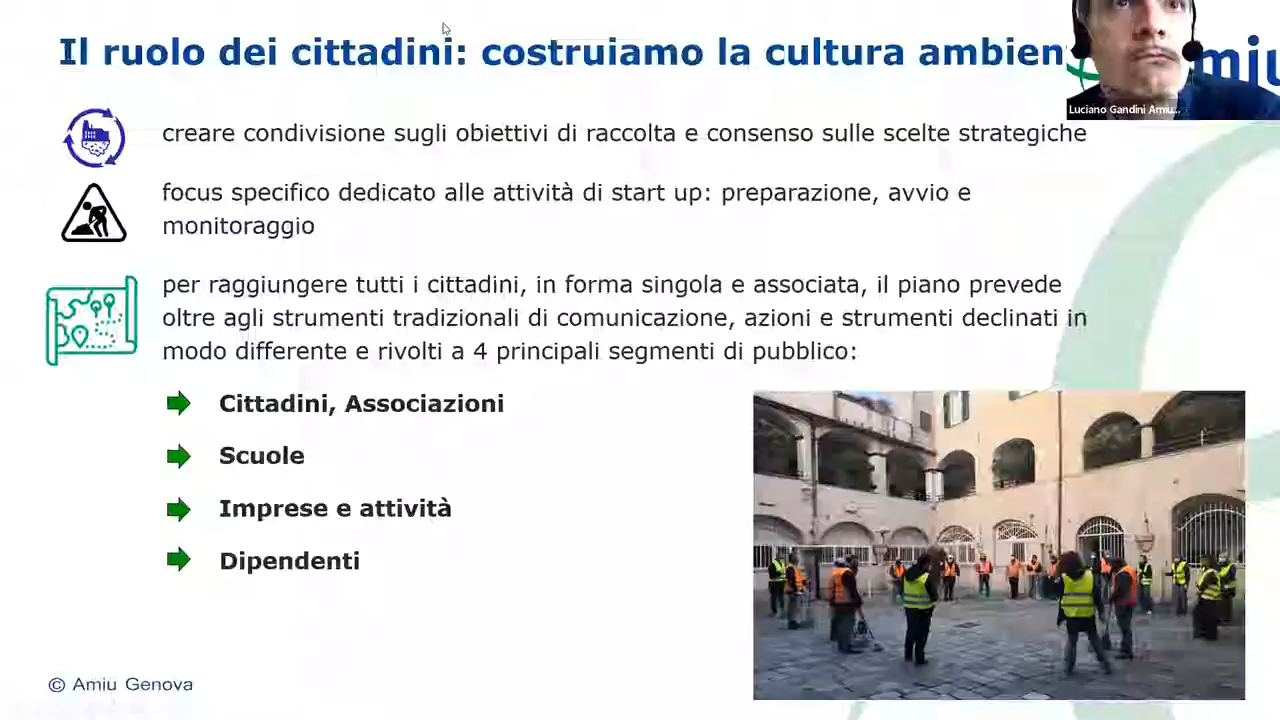 Il ruolo dei cittadini: costruiamo la cultura ambien
Luciano Gandini Amiu...
creare condivisione sugli obiettivi di raccolta e consenso sulle scelte strategiche
focus specifico dedicato alle attività di start up: preparazione, avvio e
monitoraggio
per raggiungere tutti i cittadini, in forma singola e associata, il piano prevede
oltre agli strumenti tradizionali di comunicazione, azioni e strumenti declinati in
modo differente e rivolti a 4 principali segmenti di pubblico:
Cittadini, Associazioni
Scuole
Imprese e attività
Dipendenti
© Amiu Genova